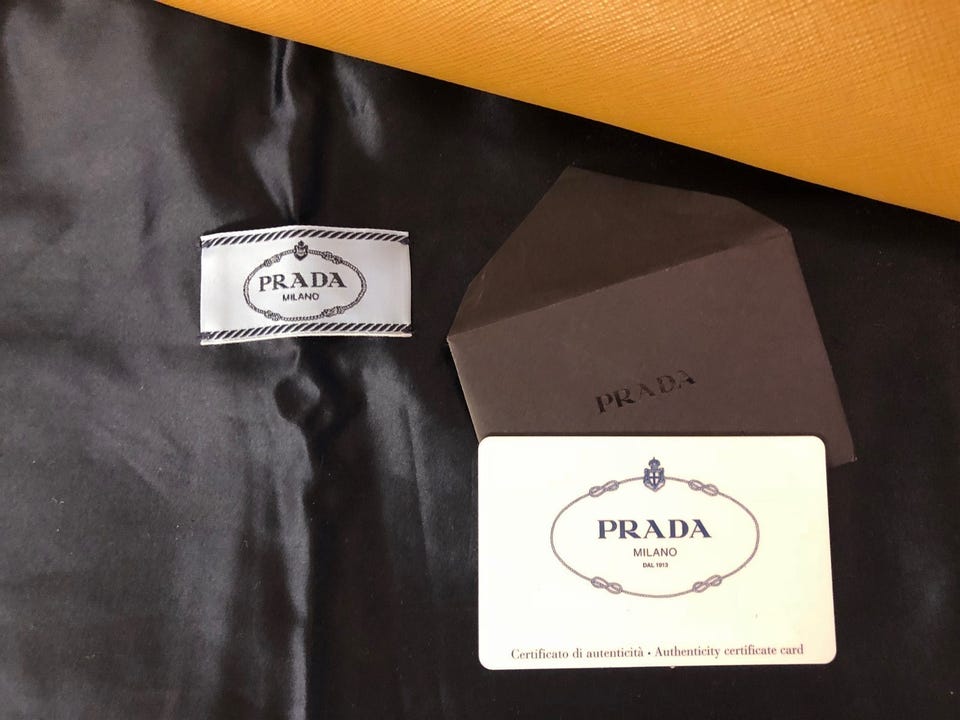 PRADA
MILANO
PRADA
PRADA
MILANO
DAL 1913
Certificato di autenticità • Authenticity certificate card